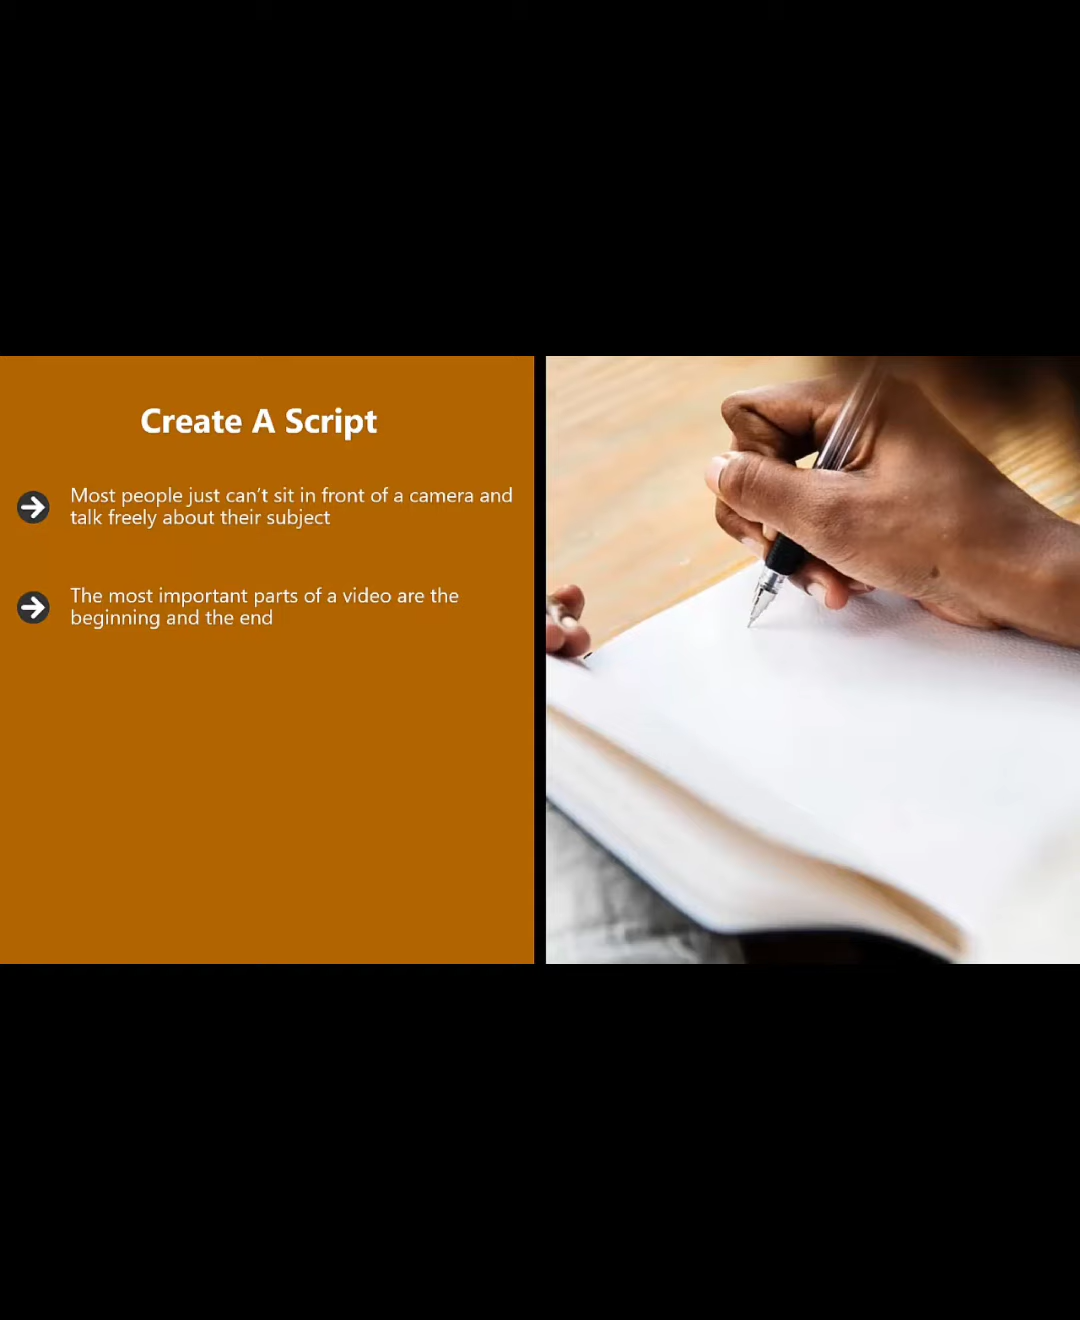 Create A Script
Most people just can't sit in front of a camera and
talk freely about their subject
The most important parts of a video are the
beginning and the end